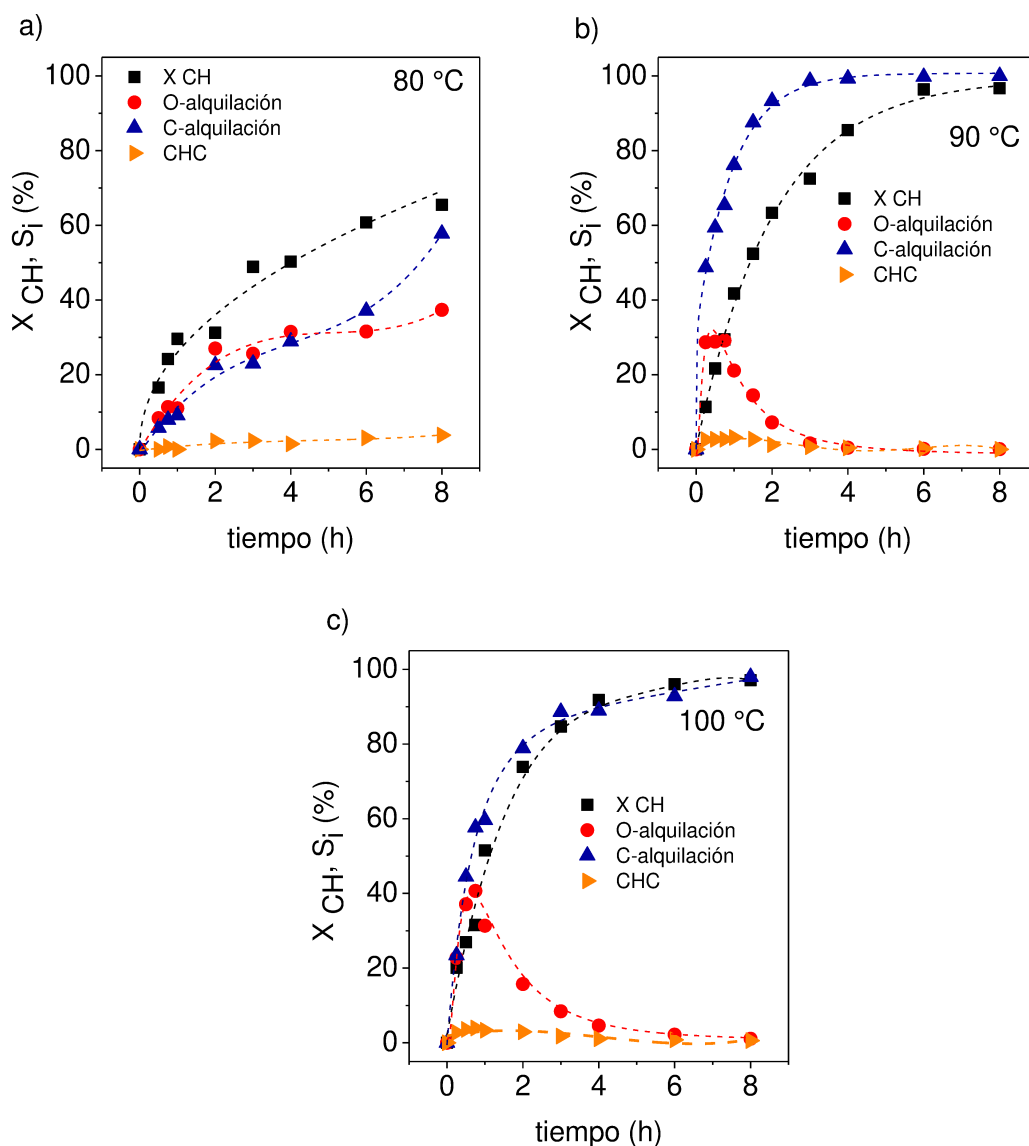 a)
80 °C
X CH
O-alquilación
C-alquilación
CHC
X CH, Si (%)
100
80
60
40
20
0
0 2 4 6 8
tiempo (h)
b)
90 °C
X CH
O-alquilación
C-alquilación
CHC
X CH, Si (%)
100
80
60
40
20
0
0 2 4 6 8
tiempo (h)
c)
100 °C
X CH
O-alquilación
C-alquilación
CHC
X CH, Si (%)
100
80
60
40
20
0
0 2 4 6 8
tiempo (h)